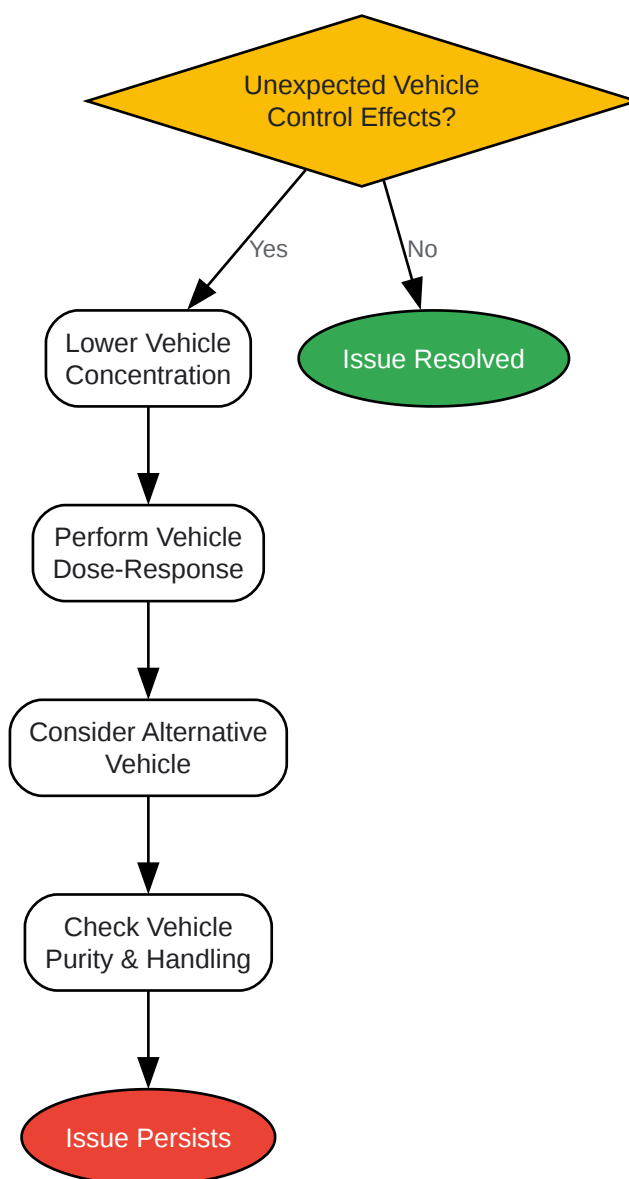 Unexpected Vehicle
Control Effects?
Yes
No
Lower Vehicle
Concentration
Issue Resolved
Perform Vehicle
Dose-Response
Consider Alternative
Vehicle
Check Vehicle
Purity & Handling
Issue Persists